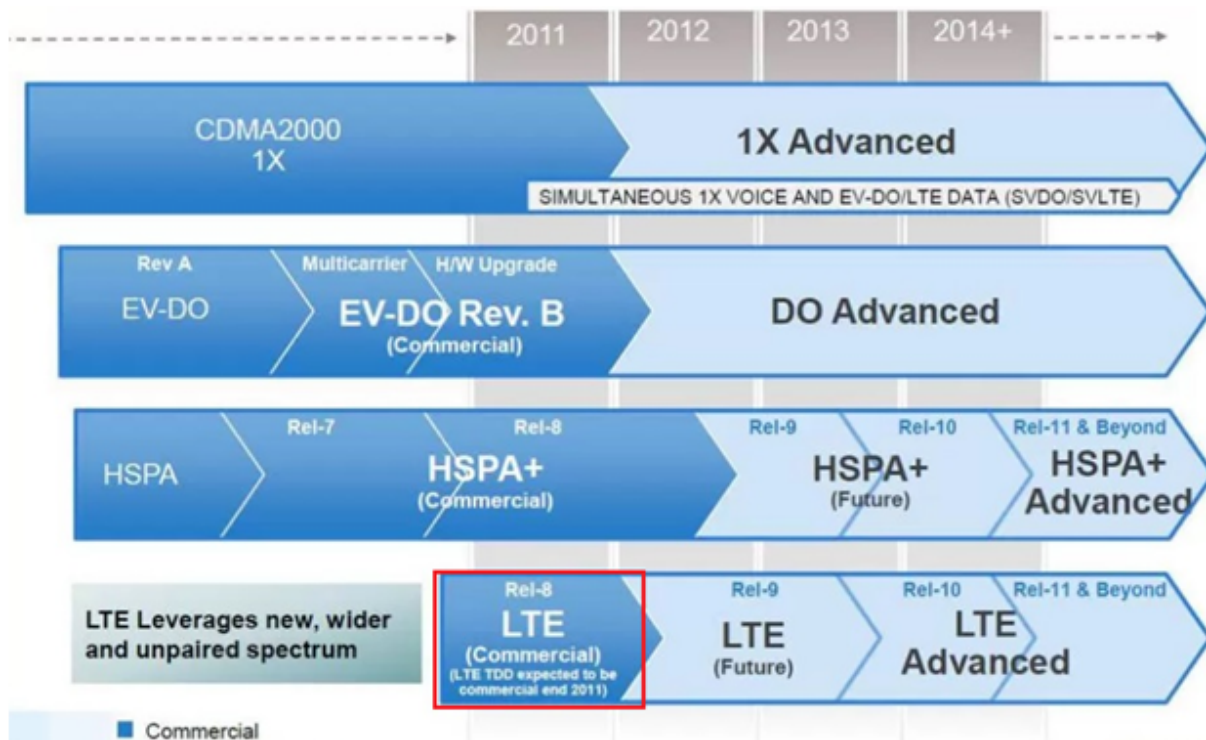 2011
2012
2013
2014+
CDMA2000
1X
1X Advanced
SIMULTANEOUS 1X VOICE AND EV-DO/LTE DATA (SVDO/SVLTE)
Rev A
Multicarrier
H/W Upgrade
EV-DO
EV-DO Rev. B
(Commercial)
DO Advanced
Rel-7
Rel-8
Rel-9
Rel-10
Rel-11 & Beyond
HSPA
HSPA+
(Commercial)
HSPA+
(Future)
HSPA+
Advanced
LTE Leverages new, wider
and unpaired spectrum
Rel-8
LTE
(Commercial)
(LTE TDD expected to be
commercial end 2011)
Rel-9
LTE
(Future)
Rel-10
Rel-11 & Beyond
LTE
Advanced
Commercial